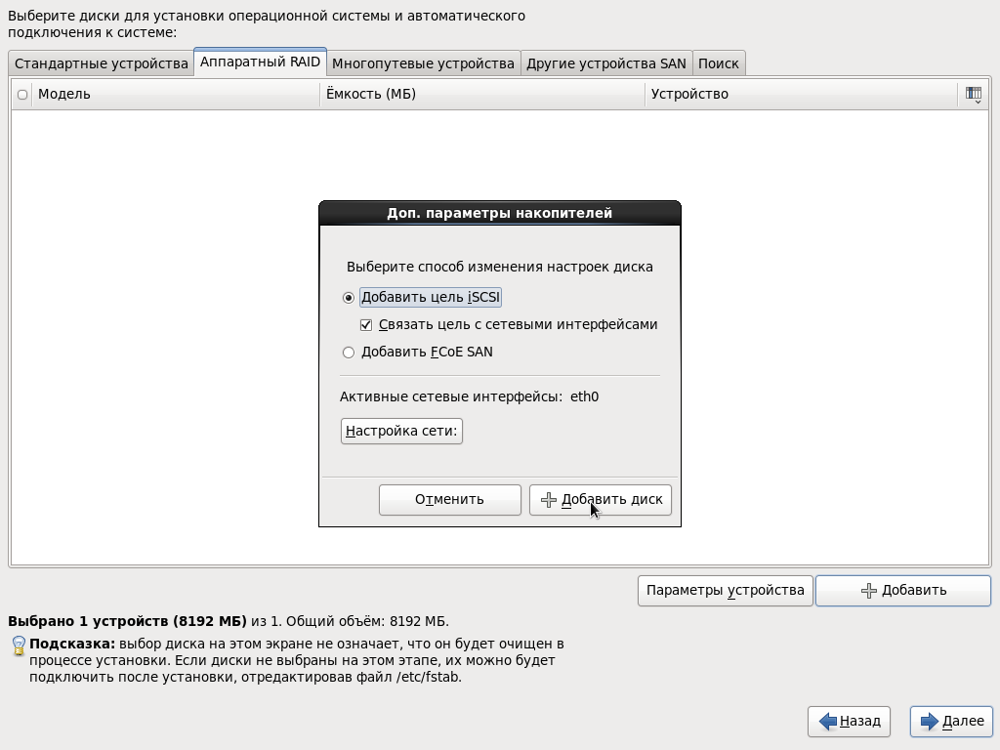 Выберите диски для установки операционной системы и автоматического
подключения к системе:
Стандартные устройства
Аппаратный RAID
Многопутевые устройства
Другие устройства SAN
Поиск
Модель
Ёмкость (МБ)
Устройство
Доп. параметры накопителей
Выберите способ изменения настроек диска
Добавить цель iSCSI
Связать цель с сетевыми интерфейсами
Добавить FCoE SAN
Активные сетевые интерфейсы: eth0
Настройка сети:
Отменить
Добавить диск
Параметры устройства
Добавить
Выбрано 1 устройств (8192 МБ) из 1. Общий объём: 8192 МБ.
Подсказка: выбор диска на этом экране не означает, что он будет очищен в
процессе установки. Если диски не выбраны на этом этапе, их можно будет
подключить после установки, отредактировав файл /etc/fstab.
Назад
Далее